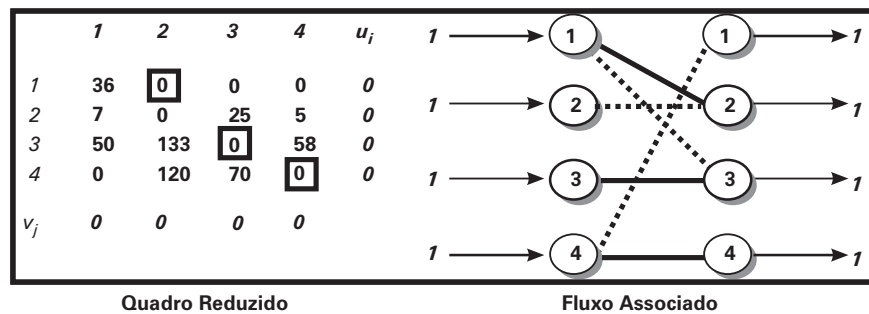 1 2 3 4 ui
1 36 0 0 0 0
2 7 0 25 5 0
3 50 133 0 58 0
4 0 120 70 0 0
vj 0 0 0 0
1 1 1 1
1 2 2 1
1 3 3 1
1 4 4 1
Quadro Reduzido
Fluxo Associado